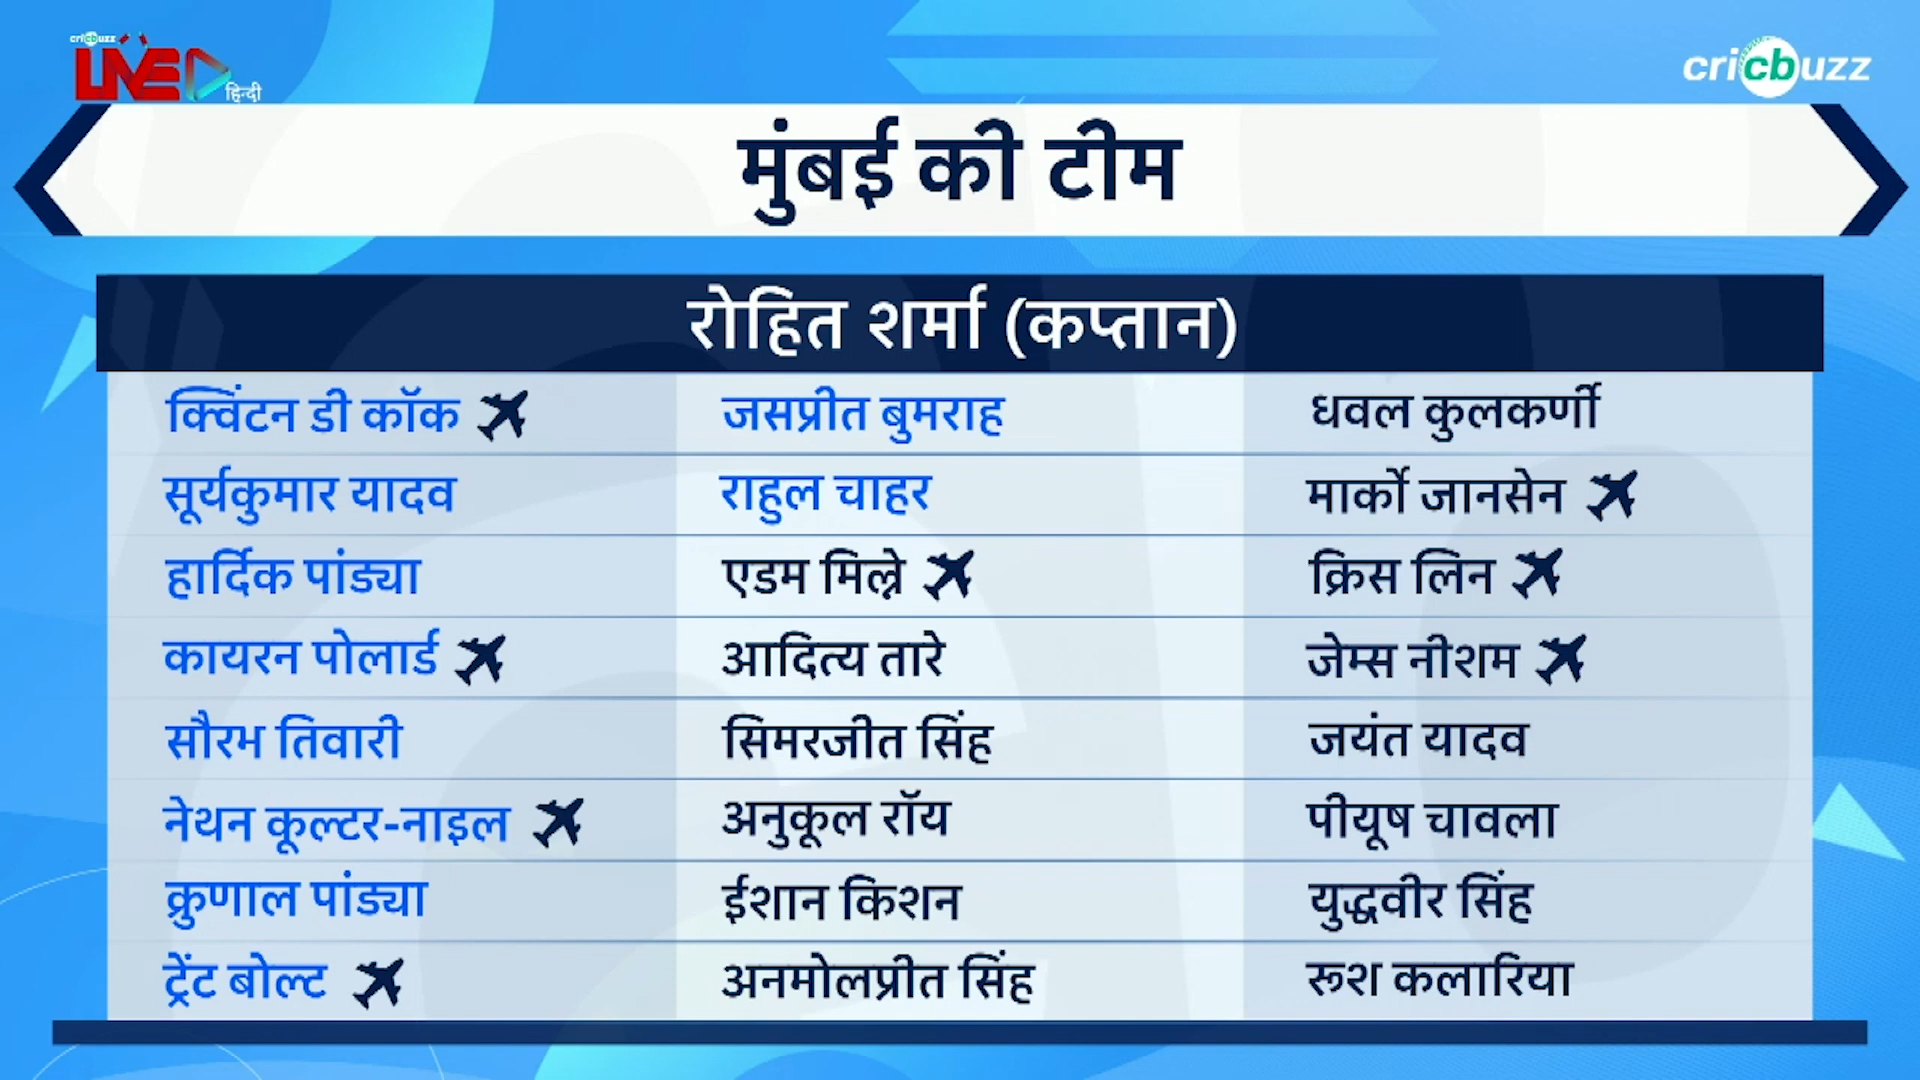 cricbuzz
LIVE हिन्दी
cricbuzz
मुंबई की टीम
रोहित शर्मा (कप्तान)
क्विंटन डी कॉक जसप्रीत बुमराह धवल कुलकर्णी
सूर्यकुमार यादव राहुल चाहर मार्को जानसेन
हार्दिक पांड्या एडम मिल्ने क्रिस लिन
कायरन पोलार्ड आदित्य तारे जेम्स नीशम
सौरभ तिवारी सिमरजीत सिंह जयंत यादव
नेथन कूल्टर-नाइल अनुकूल रॉय पीयूष चावला
क्रुणाल पांड्या ईशान किशन युद्धवीर सिंह
ट्रेंट बोल्ट अनमोलप्रीत सिंह रूश कलारिया